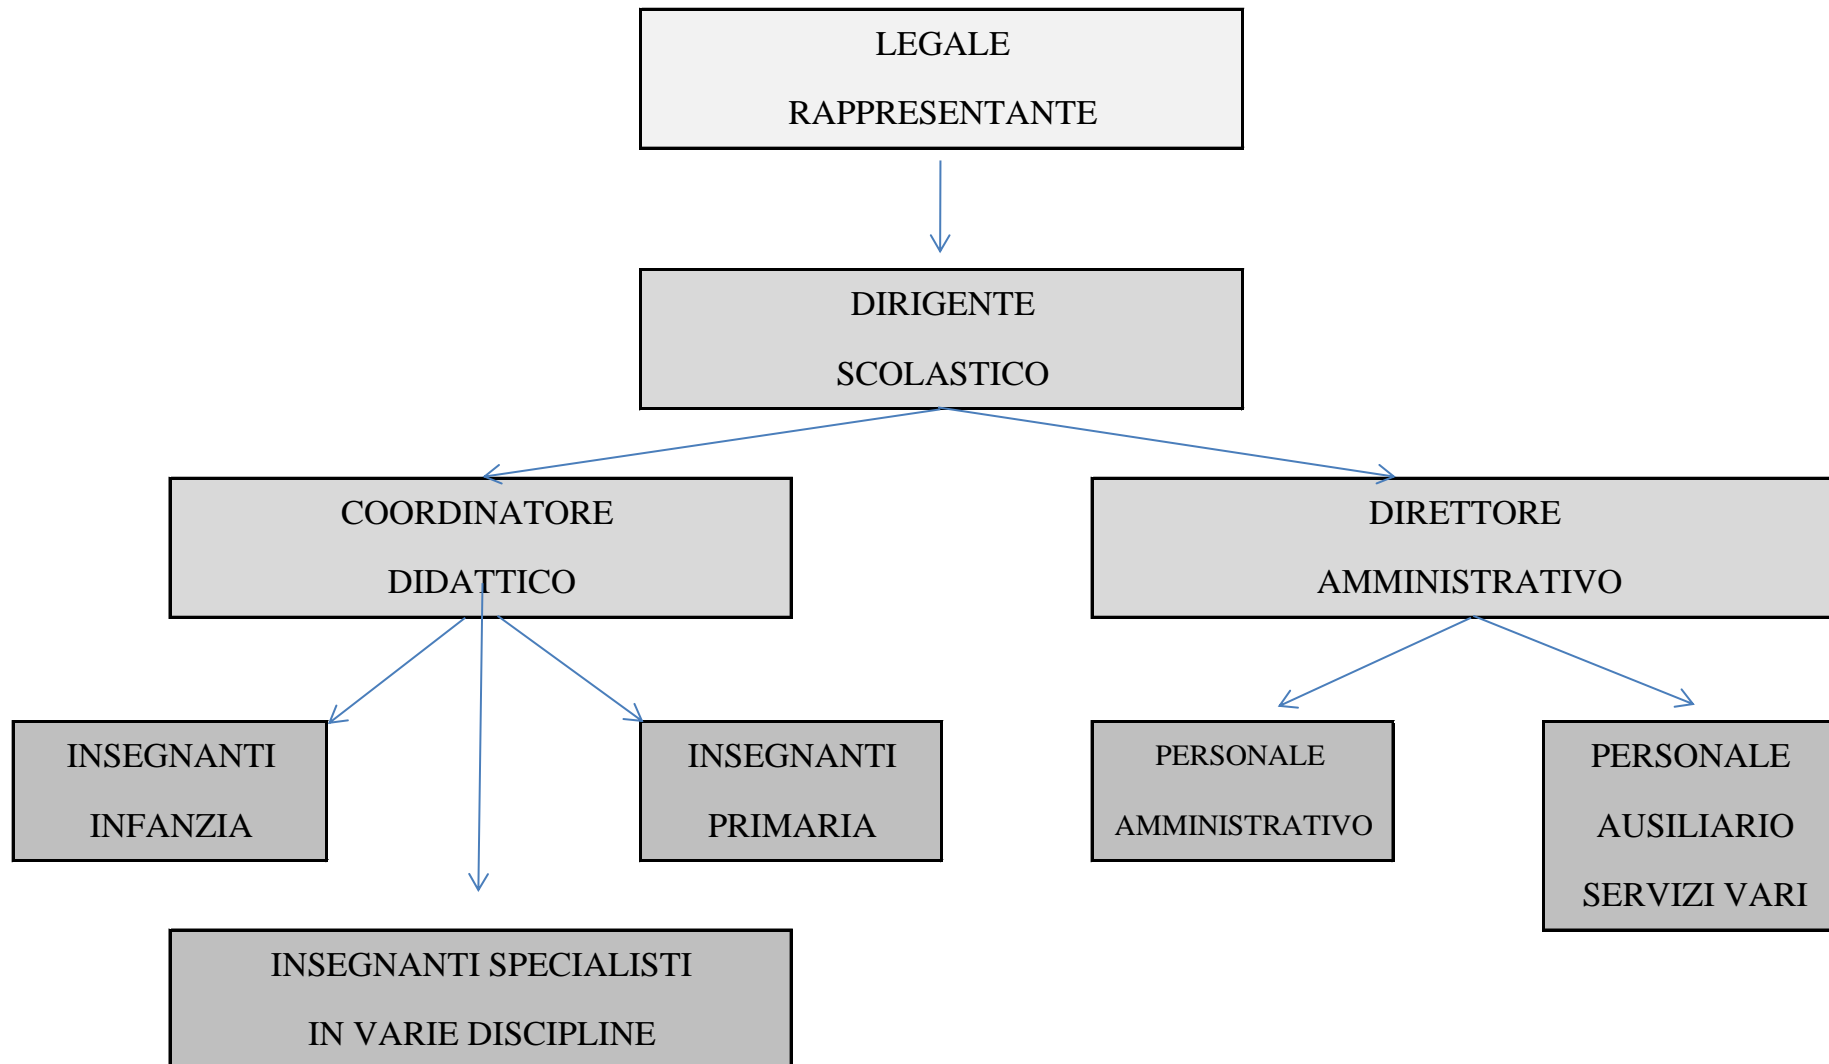 LEGALE
RAPPRESENTANTE
DIRIGENTE
SCOLASTICO
COORDINATORE
DIDATTICO
DIRETTORE
AMMINISTRATIVO
INSEGNANTI
INFANZIA
INSEGNANTI
PRIMARIA
PERSONALE
AMMINISTRATIVO
PERSONALE
AUSILIARIO
SERVIZI VARI
INSEGNANTI SPECIALISTI
IN VARIE DISCIPLINE